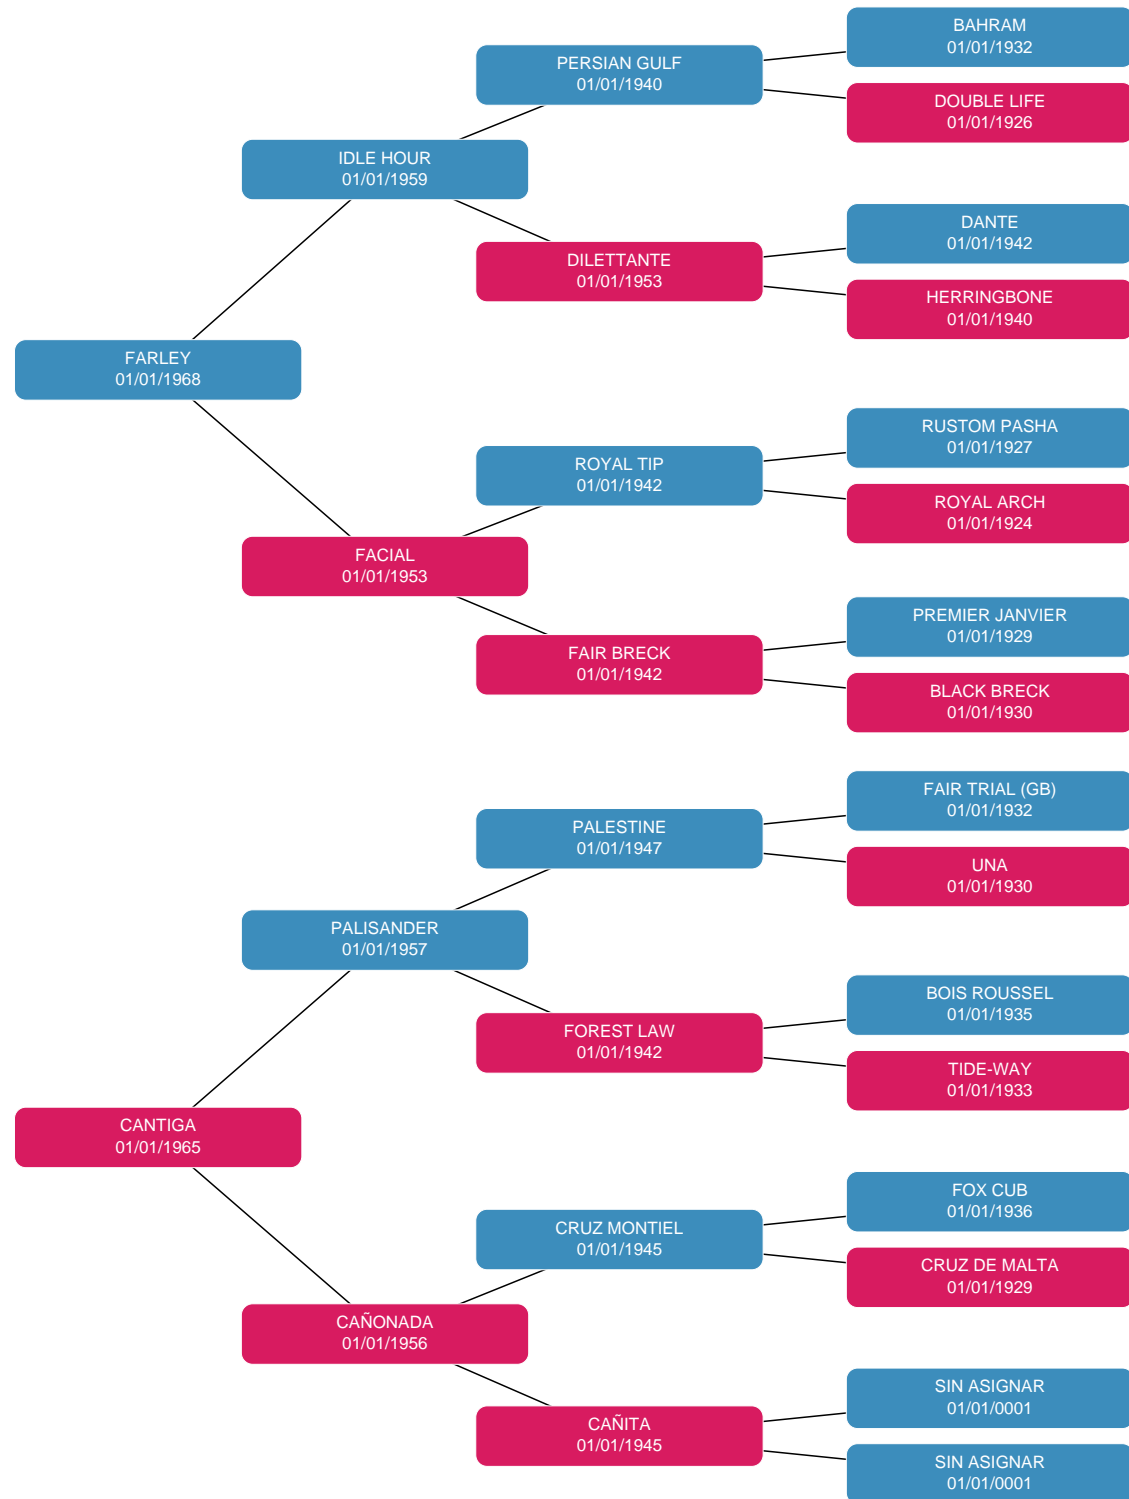 BAHRAM
01/01/1932
PERSIAN GULF
01/01/1940
DOUBLE LIFE
01/01/1926
IDLE HOUR
01/01/1959
DANTE
01/01/1942
DILETTANTE
01/01/1953
HERRINGBONE
01/01/1940
FARLEY
01/01/1968
RUSTOM PASHA
01/01/1927
ROYAL TIP
01/01/1942
ROYAL ARCH
01/01/1924
FACIAL
01/01/1953
PREMIER JANVIER
01/01/1929
FAIR BRECK
01/01/1942
BLACK BRECK
01/01/1930
FAIR TRIAL (GB)
01/01/1932
PALESTINE
01/01/1947
UNA
01/01/1930
PALISANDER
01/01/1957
BOIS ROUSSEL
01/01/1935
FOREST LAW
01/01/1942
TIDE-WAY
01/01/1933
CANTIGA
01/01/1965
FOX CUB
01/01/1936
CRUZ MONTIEL
01/01/1945
CRUZ DE MALTA
01/01/1929
CAÑONADA
01/01/1956
SIN ASIGNAR
01/01/0001
CAÑITA
01/01/1945
SIN ASIGNAR
01/01/0001